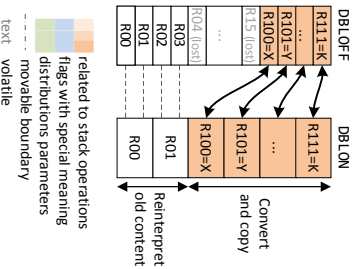 DBLOFF
R00
R01
R02
R03
R04 (lost)
...
R15 (lost)
R100=X
R101=Y
...
R111=K
DBLON
R00
R01
R100=X
R101=Y
...
R111=K
Reinterpret
old content
Convert
and copy
related to stack operations
flags with special meaning
distributions parameters
movable boundary
text
volatile